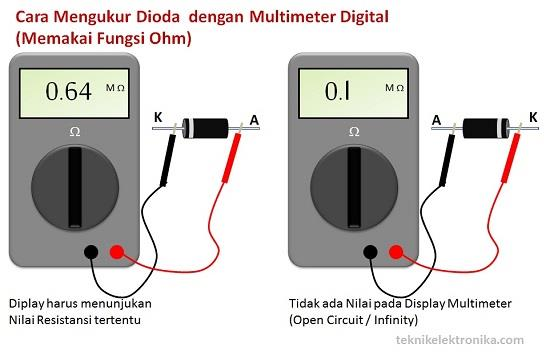 Cara Mengukur Dioda dengan Multimeter Digital
(Memakai Fungsi Ohm)
0.64 MΩ
Ω
K
A
0.l MΩ
Ω
A
K
Diplay harus menunjukan
Nilai Resistansi tertentu
Tidak ada Nilai pada Display Multimeter
(Open Circuit / Infinity)
teknikelektronika.com